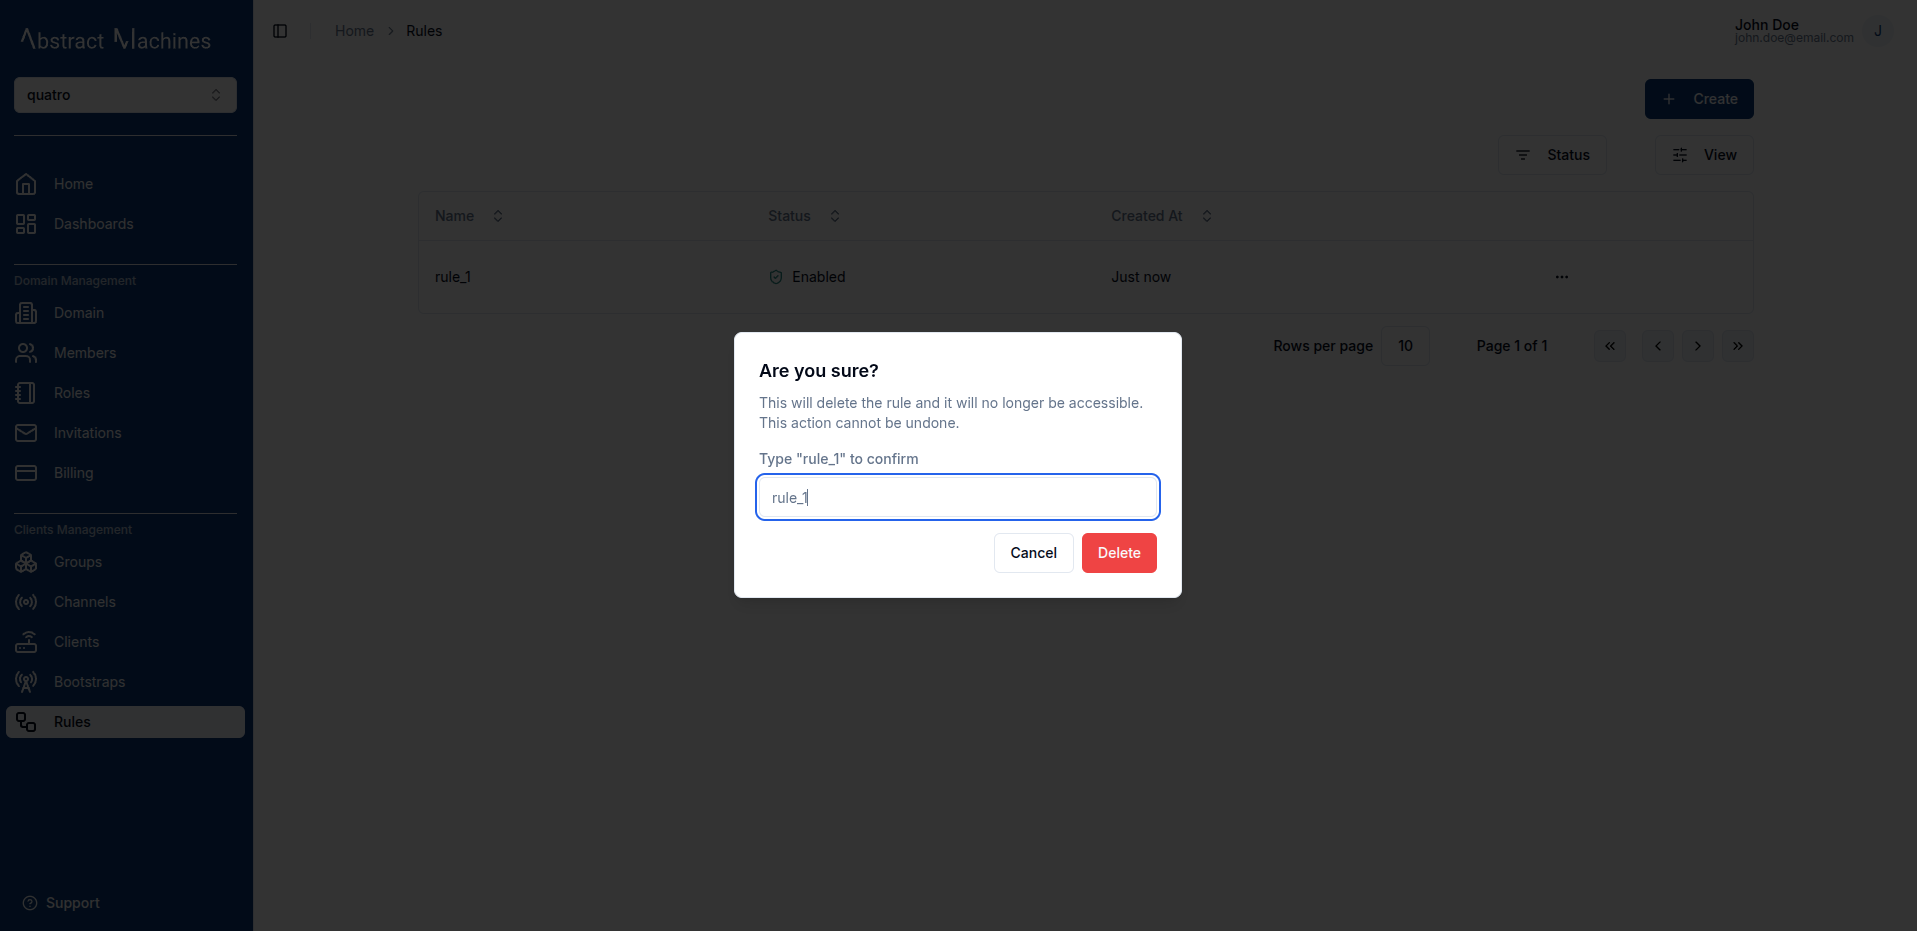 Abstract Machines
quatro
Home
Dashboards
Domain Management
Domain
Members
Roles
Invitations
Billing
Clients Management
Groups
Channels
Clients
Bootstraps
Rules
Support
Home > Rules
John Doe
john.doe@email.com
J
+ Create
Status
View
Name Status Created At
rule_1 Enabled Just now ...
Rows per page 10 Page 1 of 1 « < > »
Are you sure?
This will delete the rule and it will no longer be accessible.
This action cannot be undone.
Type "rule_1" to confirm
rule_1
Cancel Delete